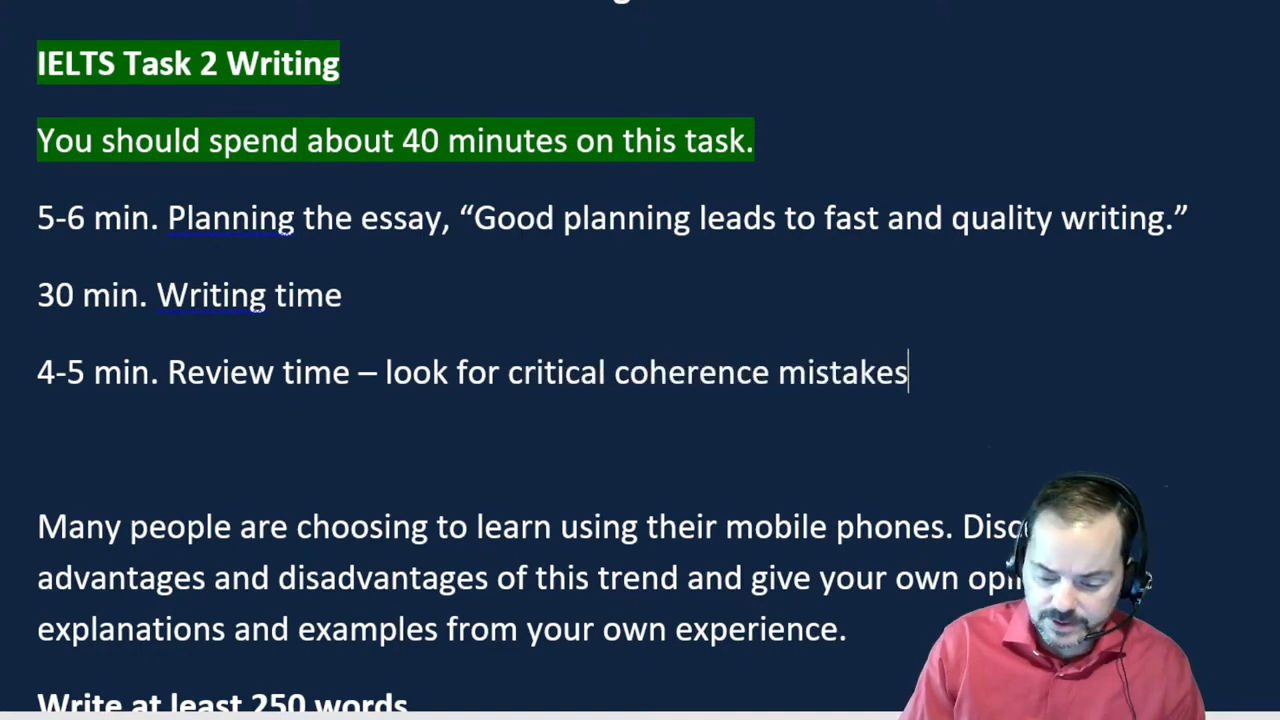 IELTS Task 2 Writing
You should spend about 40 minutes on this task.
5-6 min. Planning the essay, “Good planning leads to fast and quality writing.”
30 min. Writing time
4-5 min. Review time – look for critical coherence mistakes
Many people are choosing to learn using their mobile phones.
advantages and disadvantages of this trend and give your own
explanations and examples from your own experience.
Write at least 250 words